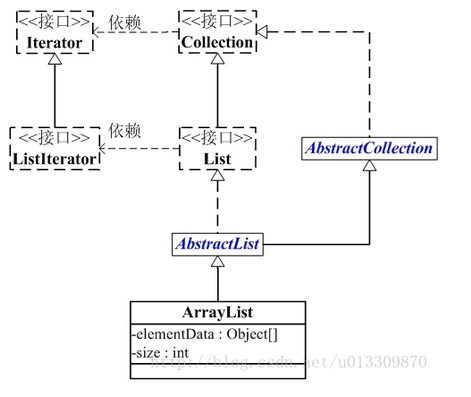 <<接口>>
Iterator
依赖
<<接口>>
Collection
<<接口>>
ListIterator
依赖
<<接口>>
List
AbstractCollection
AbstractList
ArrayList
-elementData : Object[]
-size : int
http://blog.csdn.net/u013309870